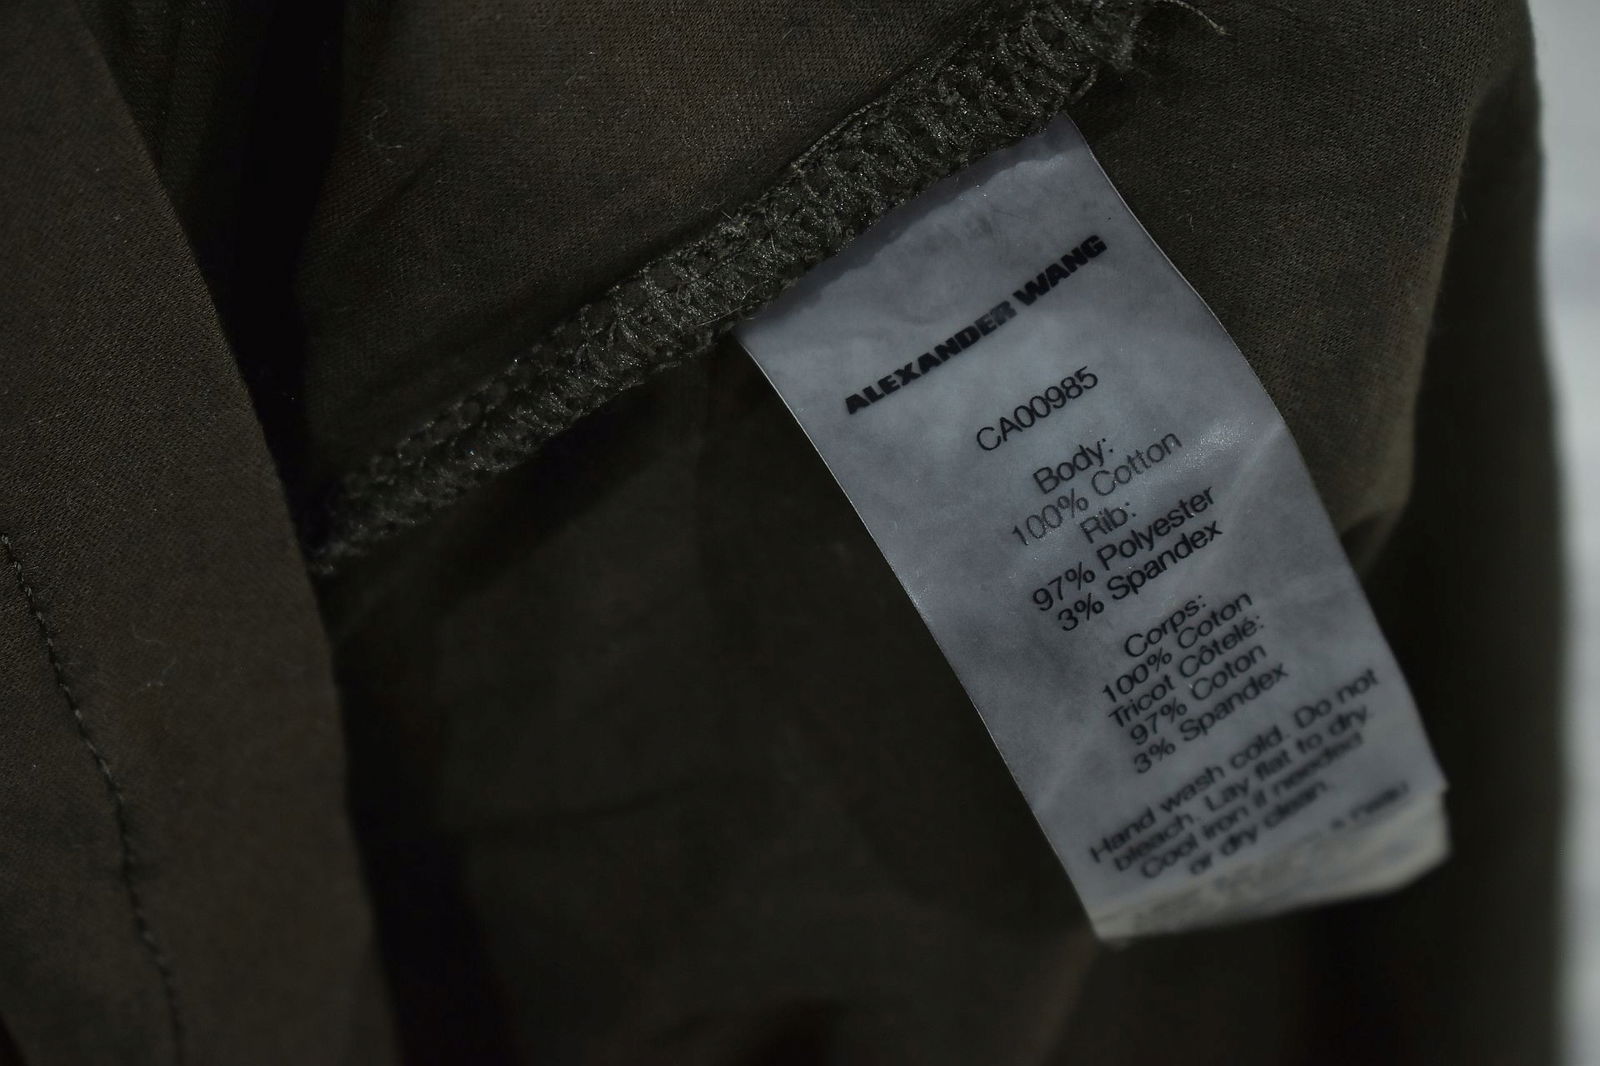 ALEXANDER WANG
CA00985
Body:
100% Cotton
Rib:
97% Polyester
3% Spandex
Corps:
100% Coton
Tricot Côtelé:
97% Coton
3% Spandex
Hand wash cold. Do not
bleach. Lay flat to dry.
Cool iron if needed
or dry clean.